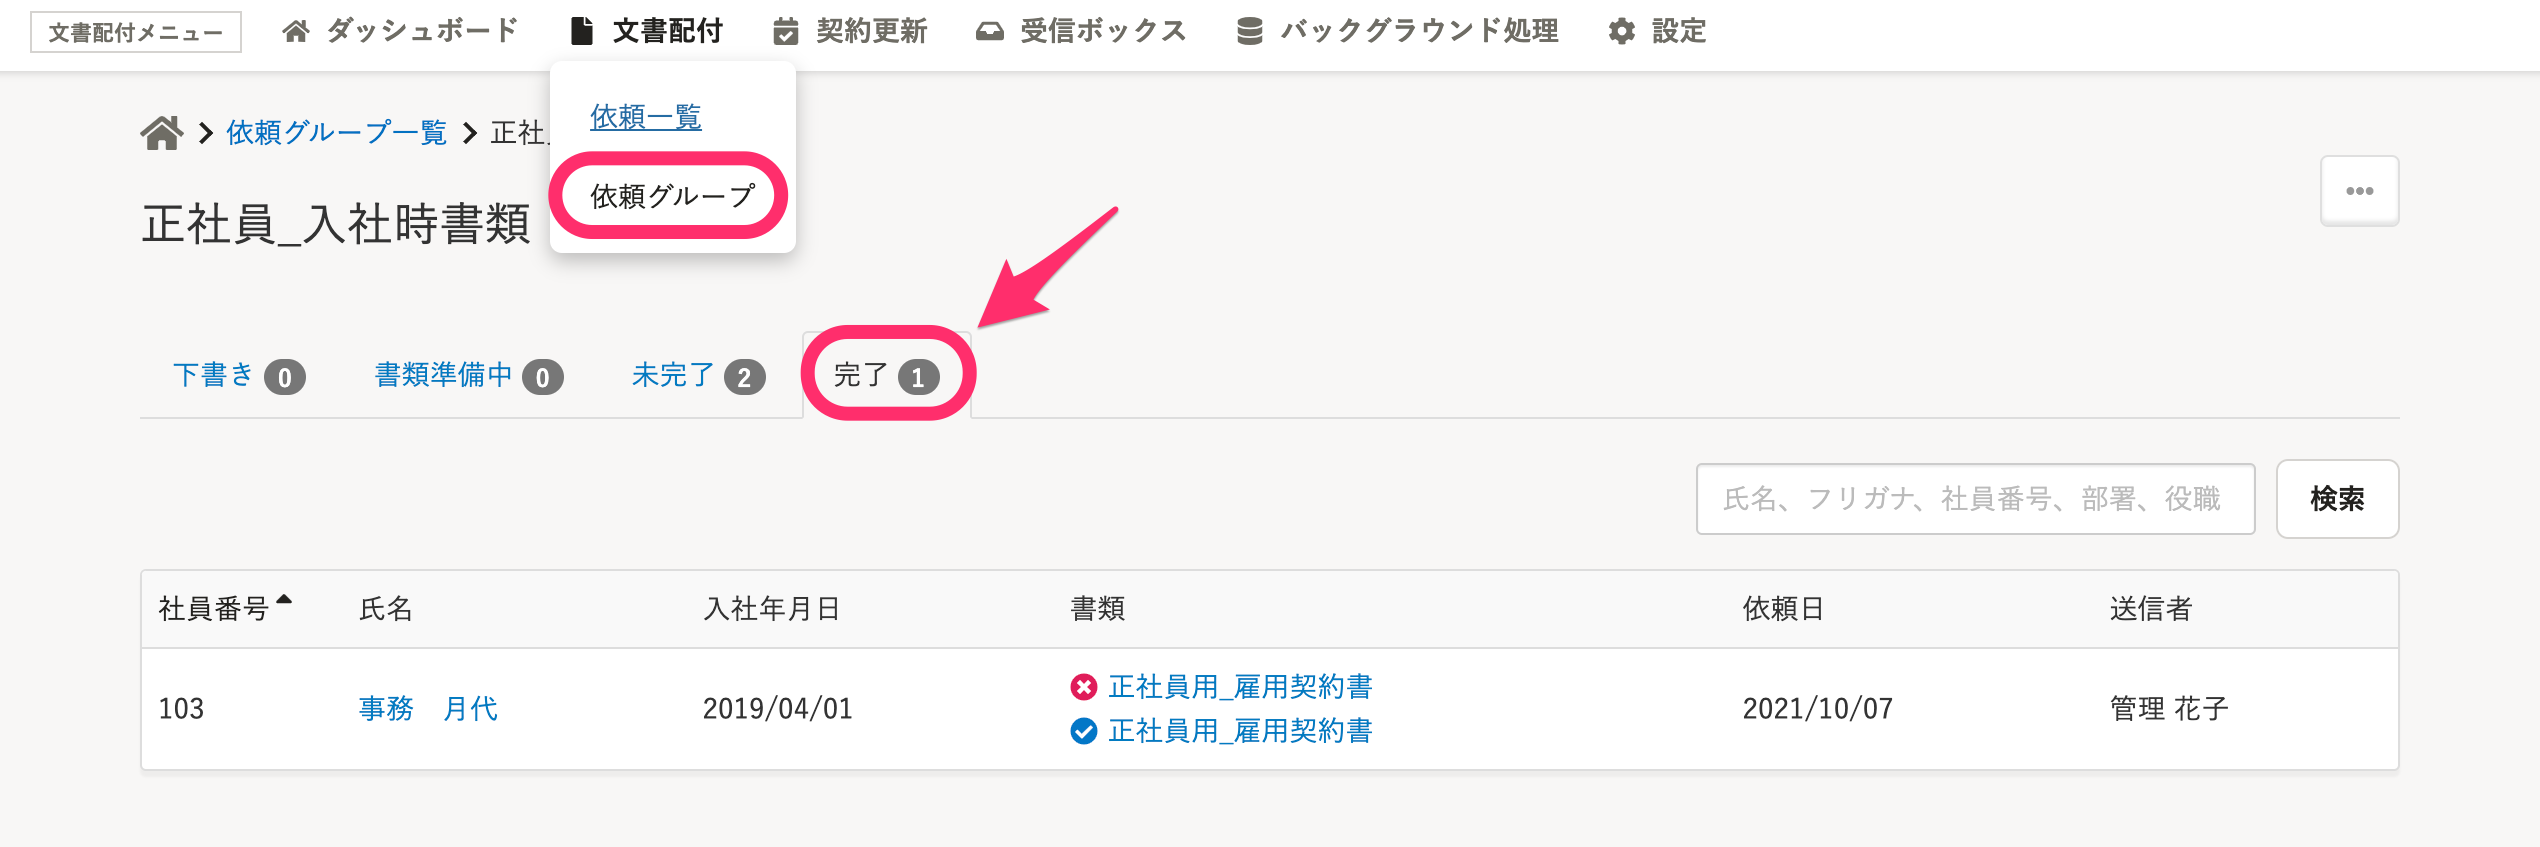 文書配付メニュー ダッシュボード 文書配付 契約更新 受信ボックス バックグラウンド処理 設定
依頼一覧
依頼グループ
依頼グループ一覧 正社
正社員_入社時書類
下書き 0 書類準備中 0 未完了 2 完了 1
氏名、フリガナ、社員番号、部署、役職 検索
社員番号 氏名 入社年月日 書類 依頼日 送信者
103 事務 月代 2019/04/01 正社員用_雇用契約書 2021/10/07 管理 花子
正社員用_雇用契約書